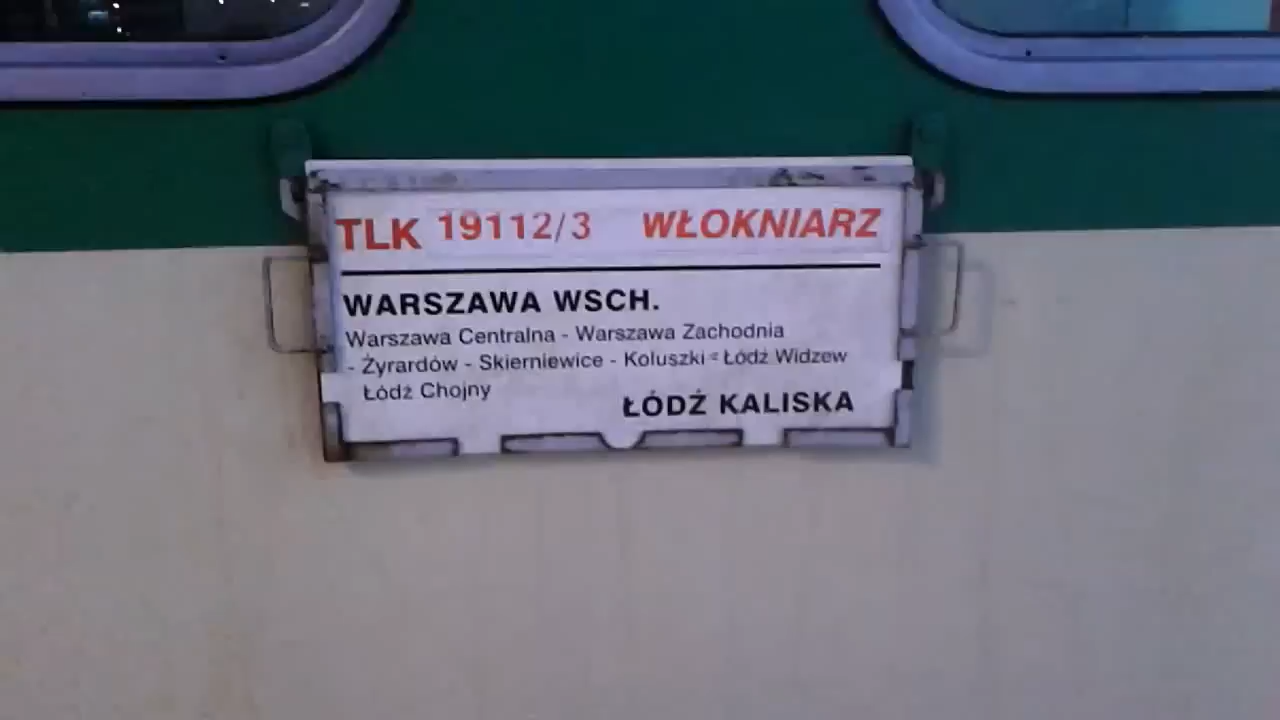 TLK 19112/3 WŁOKNIARZ
WARSZAWA WSCH.
Warszawa Centralna - Warszawa Zachodnia
- Żyrardów - Skierniewice - Koluszki - Łódź Widzew
Łódź Chojny
ŁÓDŹ KALISKA